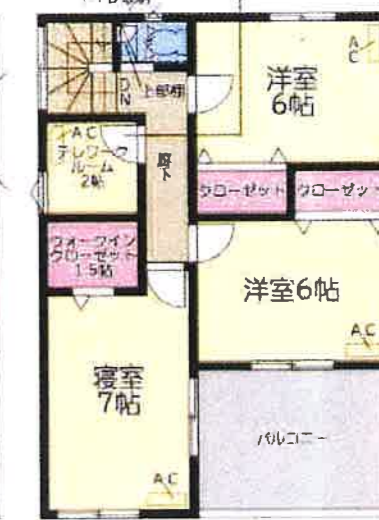 DN
上部棚
洋室
6帖
AC
AC
テレワーク
ルーム
2帖
廊下
クローゼット
クローゼット
ウォークイン
クローゼット
1.5帖
洋室6帖
AC
寝室
7帖
AC
バルコニー